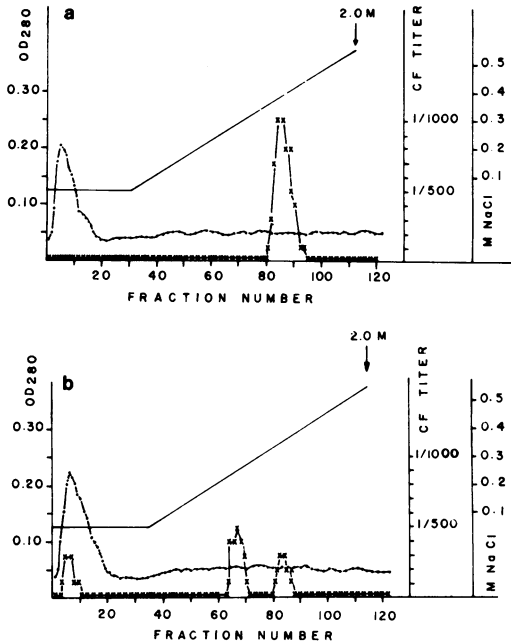 a
2.0 M
OD280
0.30
0.20
0.10
CF TITER
1/1000
1/500
M NaCl
0.5
0.4
0.3
0.2
0.1
20 40 60 80 100 120
FRACTION NUMBER
b
2.0 M
OD280
0.30
0.20
0.10
CF TITER
1/1000
1/500
M NaCl
0.5
0.4
0.3
0.2
0.1
20 40 60 80 100 120
FRACTION NUMBER